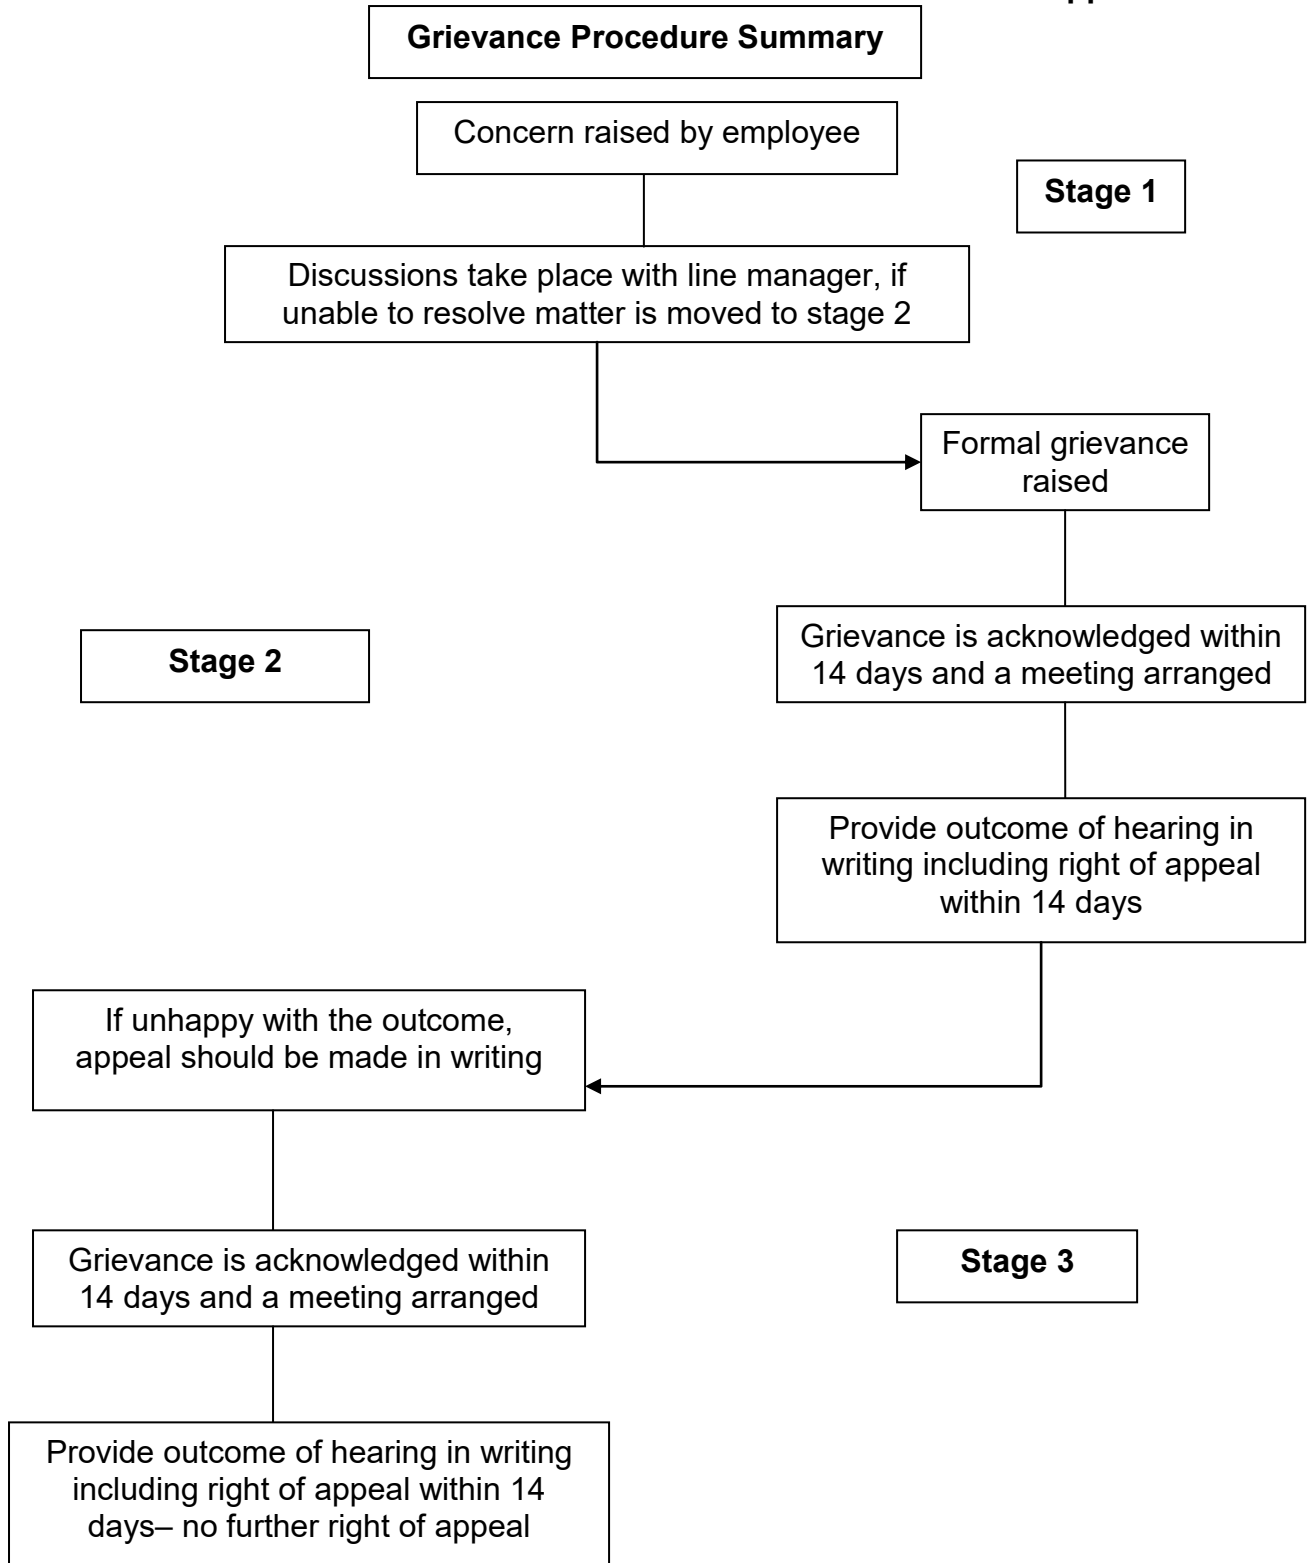 Grievance Procedure Summary
Concern raised by employee
Stage 1
Discussions take place with line manager, if
unable to resolve matter is moved to stage 2
Formal grievance
raised
Stage 2
Grievance is acknowledged within
14 days and a meeting arranged
Provide outcome of hearing in
writing including right of appeal
within 14 days
If unhappy with the outcome,
appeal should be made in writing
Grievance is acknowledged within
14 days and a meeting arranged
Stage 3
Provide outcome of hearing in writing
including right of appeal within 14
days– no further right of appeal